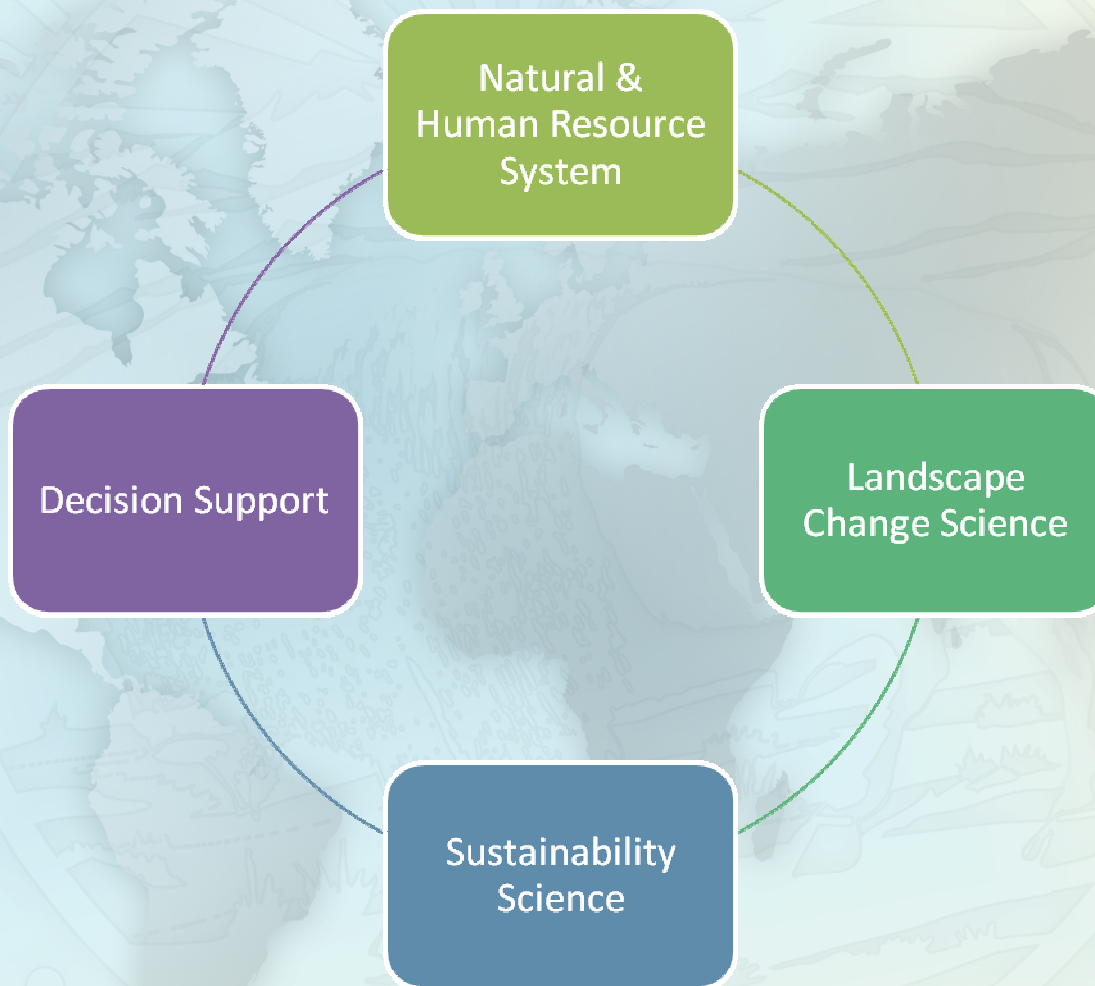 Natural &
Human Resource
System
Decision Support
Landscape
Change Science
Sustainability
Science